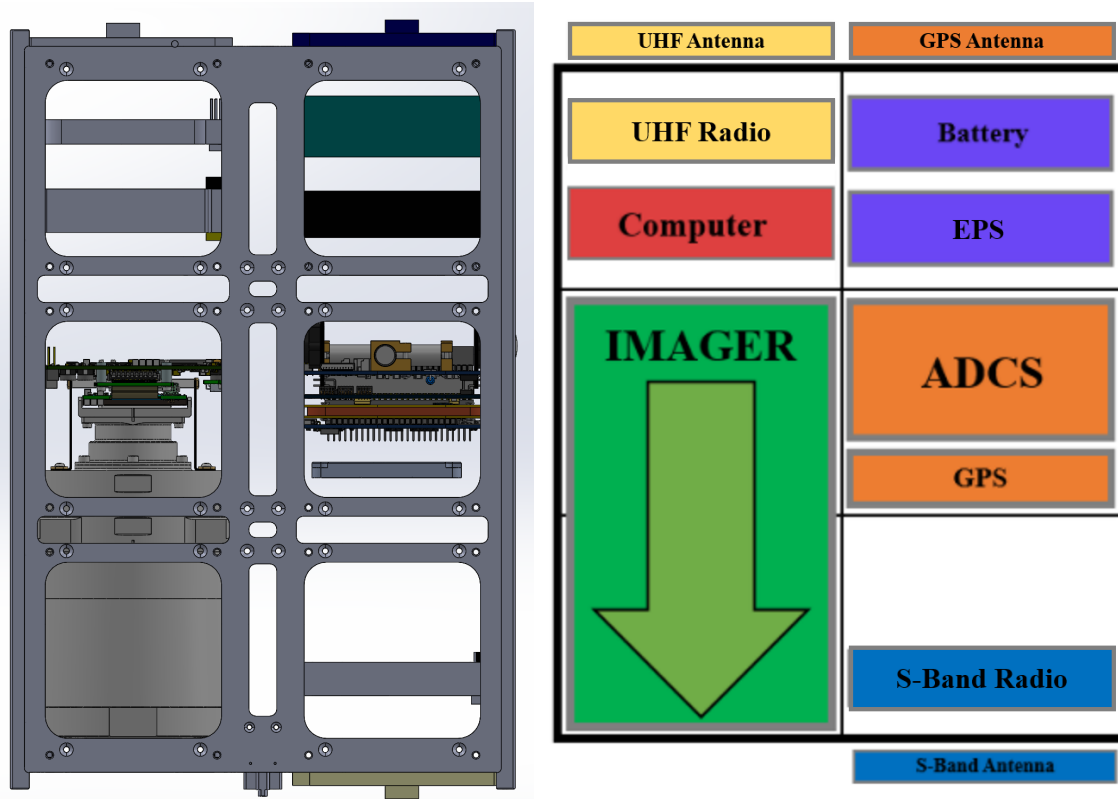 UHF Antenna
GPS Antenna
UHF Radio
Battery
Computer
EPS
IMAGER
ADCS
GPS
S-Band Radio
S-Band Antenna